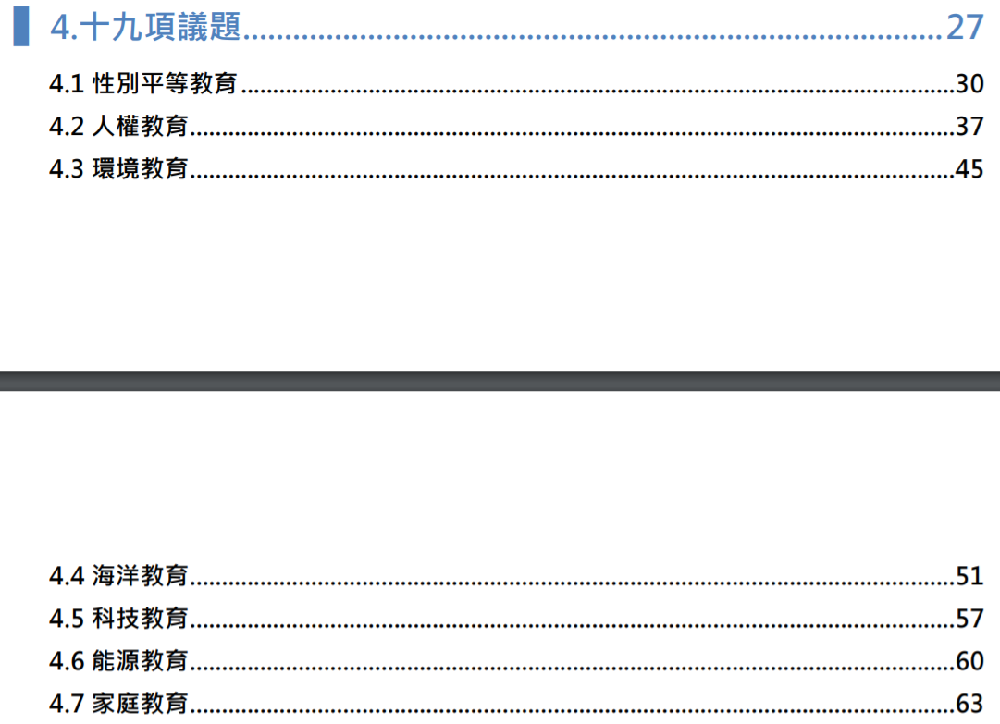 4.十九項議題....................................................................................27
4.1 性別平等教育................................................................................................................30
4.2 人權教育........................................................................................................................37
4.3 環境教育........................................................................................................................45
4.4 海洋教育........................................................................................................................51
4.5 科技教育........................................................................................................................57
4.6 能源教育........................................................................................................................60
4.7 家庭教育........................................................................................................................63